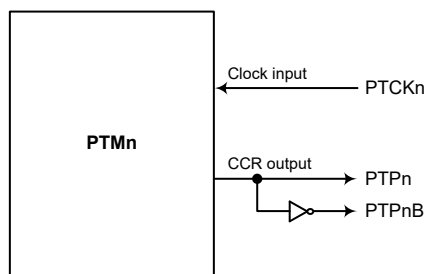 Clock input
PTCKn
PTMn
CCR output
PTPn
PTPnB